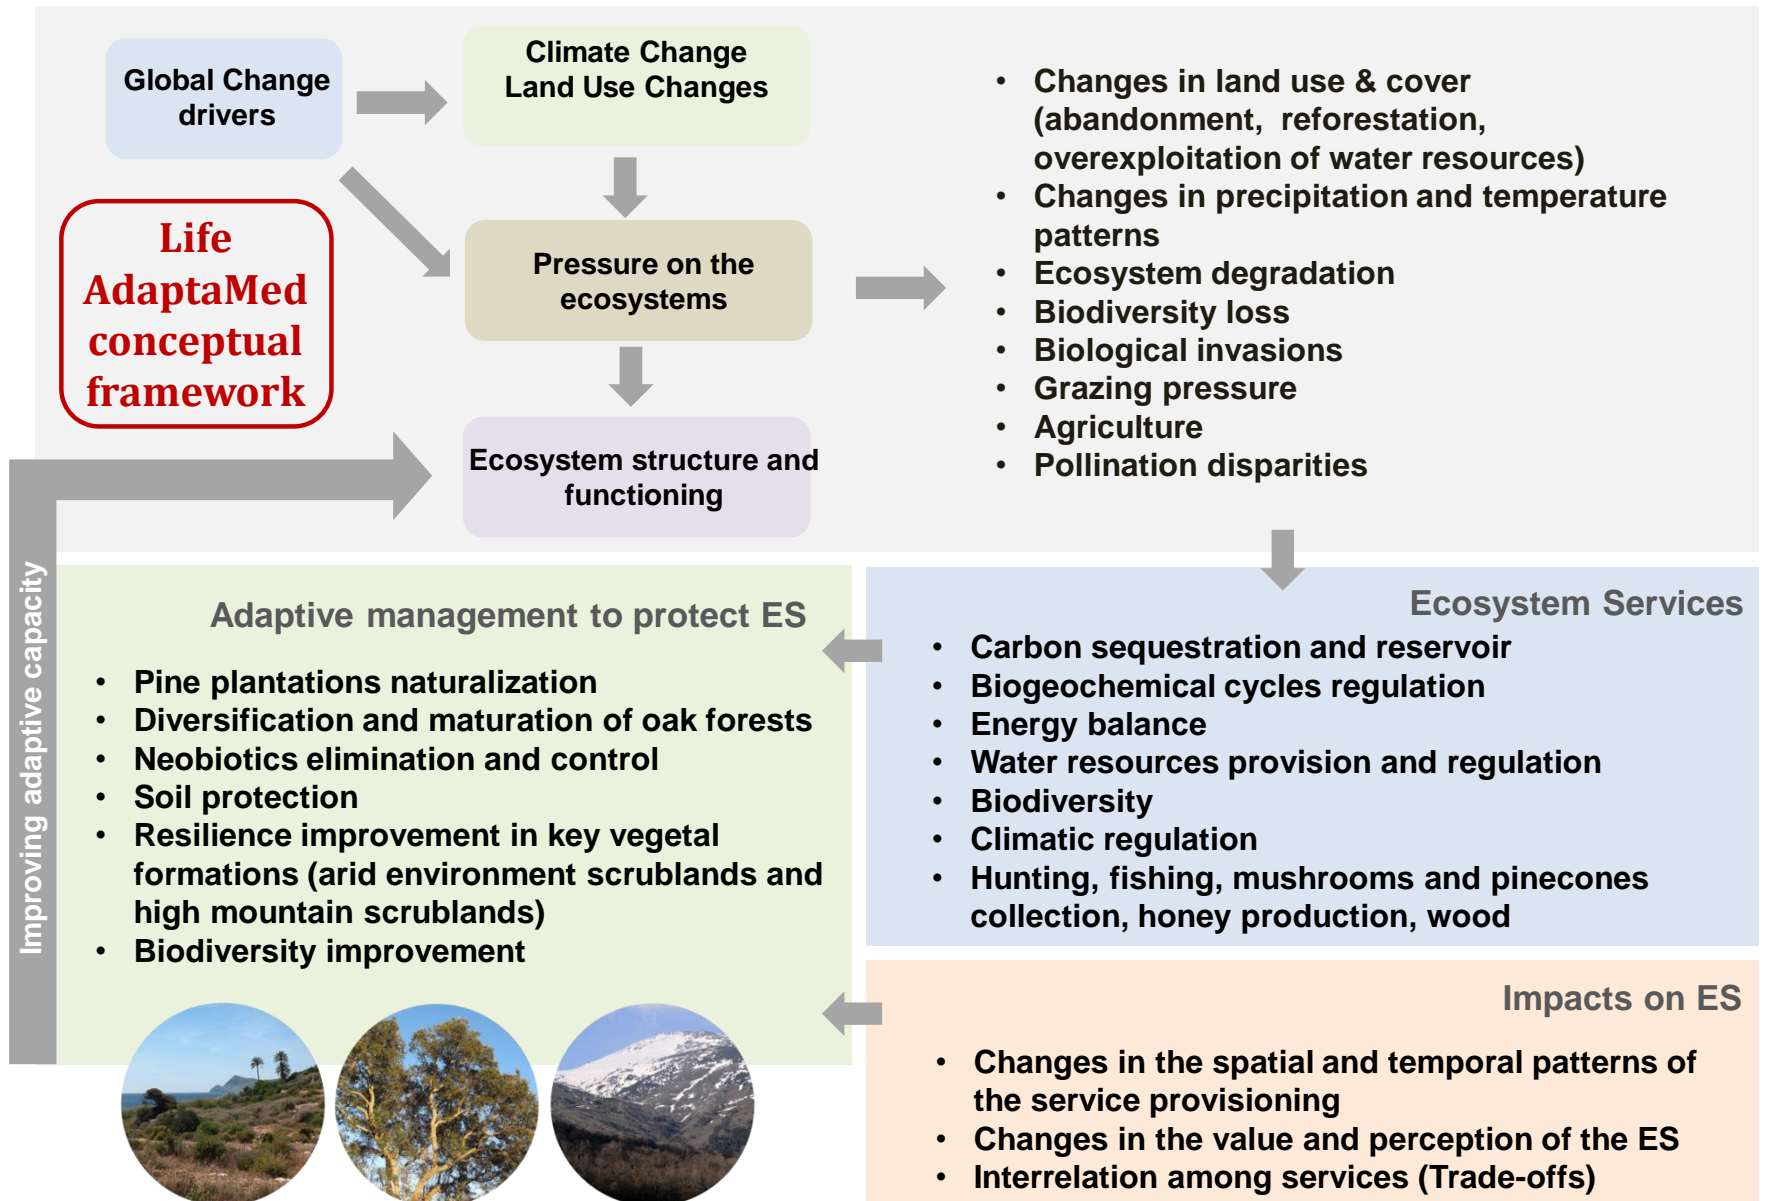 Global Change
drivers
Climate Change
Land Use Changes
Life
AdaptaMed
conceptual
framework
Pressure on the
ecosystems
Ecosystem structure and
functioning
• Changes in land use & cover
(abandonment, reforestation,
overexploitation of water resources)
• Changes in precipitation and temperature
patterns
• Ecosystem degradation
• Biodiversity loss
• Biological invasions
• Grazing pressure
• Agriculture
• Pollination disparities
Improving adaptive capacity
Adaptive management to protect ES
• Pine plantations naturalization
• Diversification and maturation of oak forests
• Neobiotics elimination and control
• Soil protection
• Resilience improvement in key vegetal
formations (arid environment scrublands and
high mountain scrublands)
• Biodiversity improvement
Ecosystem Services
• Carbon sequestration and reservoir
• Biogeochemical cycles regulation
• Energy balance
• Water resources provision and regulation
• Biodiversity
• Climatic regulation
• Hunting, fishing, mushrooms and pinecones
collection, honey production, wood
Impacts on ES
• Changes in the spatial and temporal patterns of
the service provisioning
• Changes in the value and perception of the ES
• Interrelation among services (Trade-offs)